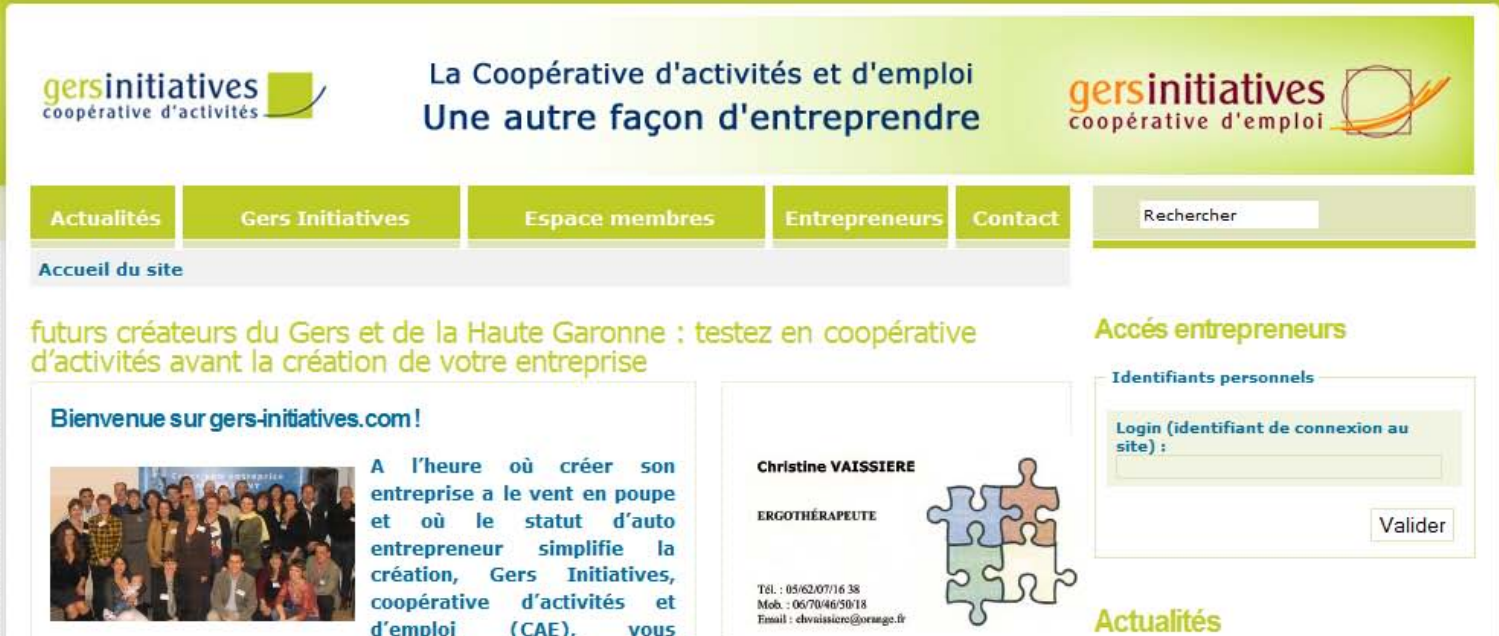 gersinitiatives
coopérative d'activités
La Coopérative d'activités et d'emploi
Une autre façon d'entreprendre
gersinitiatives
coopérative d'emploi
Actualités
Gers Initiatives
Espace membres
Entrepreneurs
Contact
Rechercher
Accueil du site
futurs créateurs du Gers et de la Haute Garonne : testez en coopérative
d'activités avant la création de votre entreprise
Bienvenue sur gers-initiatives.com !
A l'heure où créer son
entreprise a le vent en poupe
et où le statut d'auto
entrepreneur simplifie la
création, Gers Initiatives,
coopérative d'activités et
d'emploi (CAE), vous
Christine VAISSIERE
ERGOTHÉRAPEUTE
Tél. : 05/62/07/16 38
Mob. : 06/70/46/50/18
Email : chvaissiere@orange.fr
Accés entrepreneurs
Identifiants personnels
Login (identifiant de connexion au
site) :
Valider
Actualités